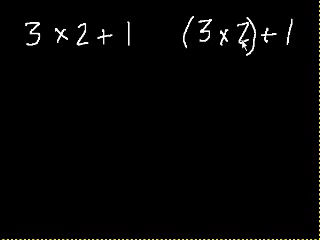 3 × 2 + 1 (3 × 2) + 1